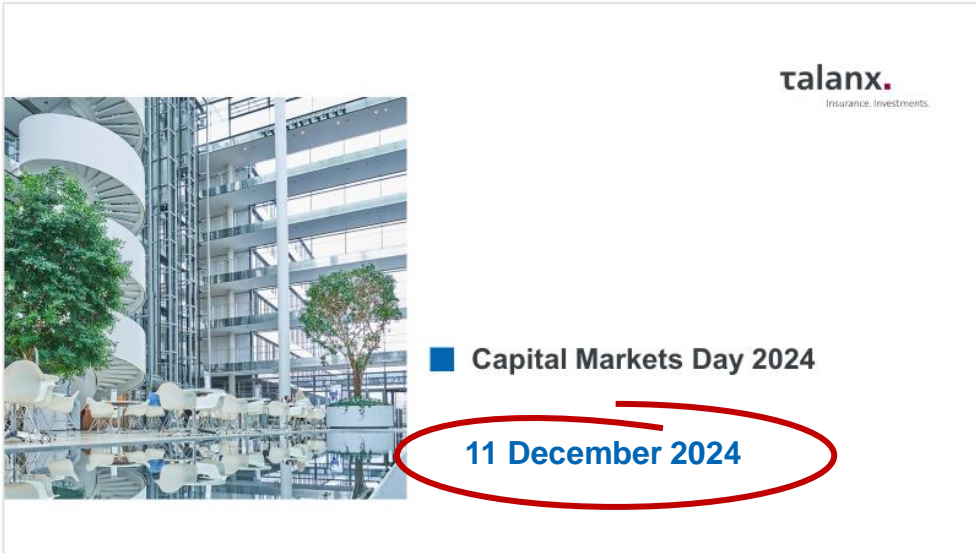 τalanx.
Insurance. Investments.
Capital Markets Day 2024
11 December 2024